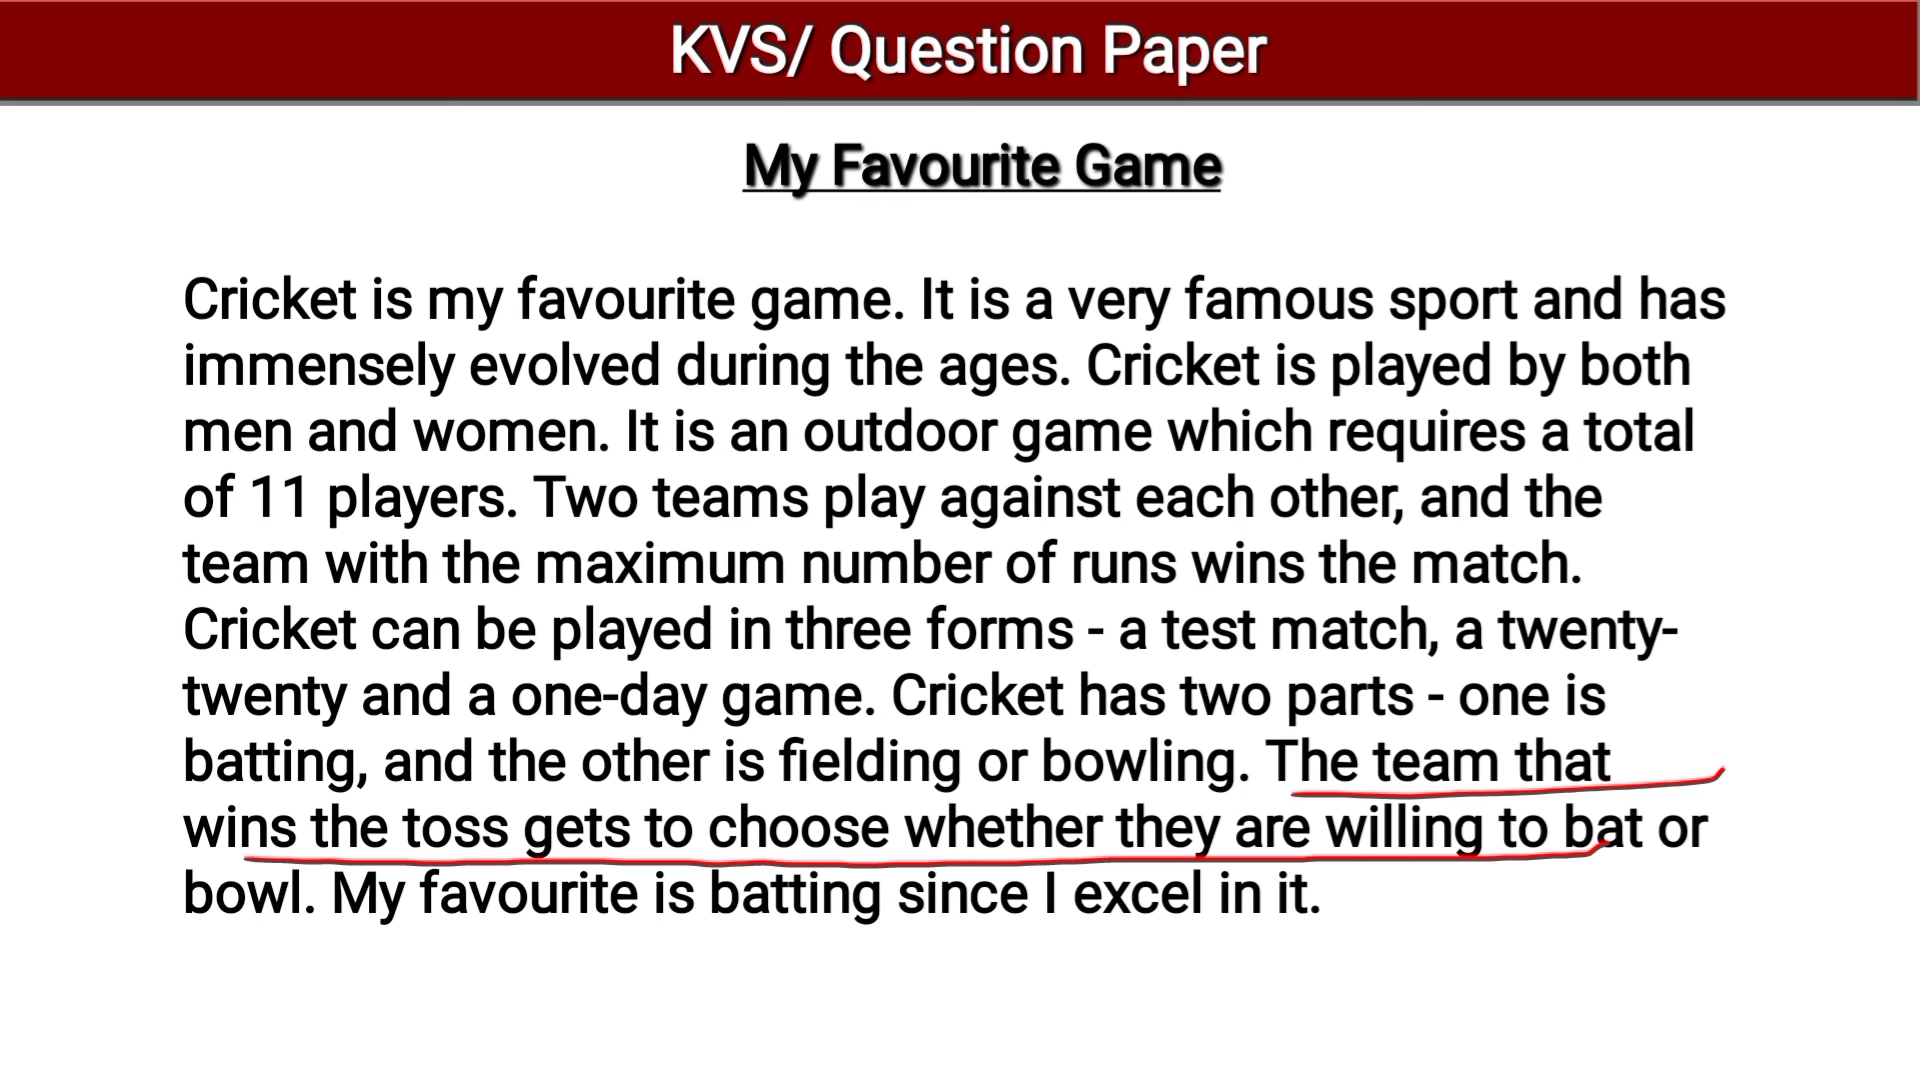 KVS/ Question Paper
My Favourite Game
Cricket is my favourite game. It is a very famous sport and has
immensely evolved during the ages. Cricket is played by both
men and women. It is an outdoor game which requires a total
of 11 players. Two teams play against each other, and the
team with the maximum number of runs wins the match.
Cricket can be played in three forms - a test match, a twenty-
twenty and a one-day game. Cricket has two parts - one is
batting, and the other is fielding or bowling. The team that
wins the toss gets to choose whether they are willing to bat or
bowl. My favourite is batting since I excel in it.